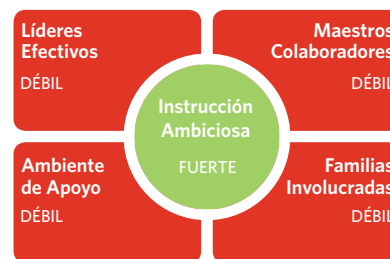 Líderes
Efectivos
DÉBIL
Maestros
Colaboradores
DÉBIL
Instrucción
Ambiciosa
FUERTE
Ambiente
de Apoyo
DÉBIL
Familias
Involucradas
DÉBIL